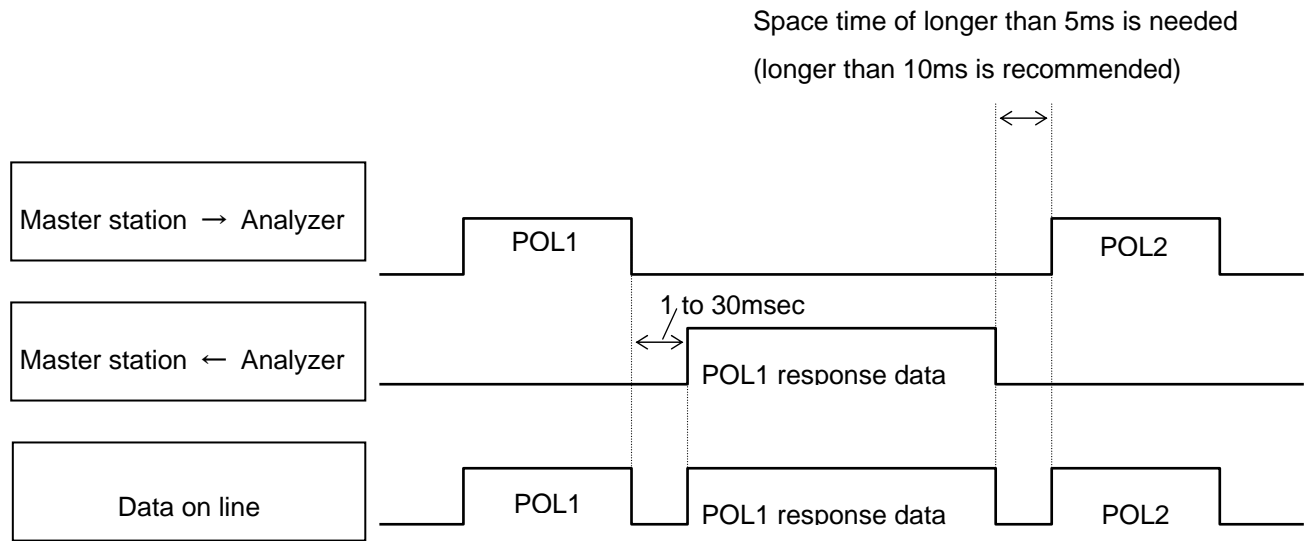 Space time of longer than 5ms is needed
(longer than 10ms is recommended)
Master station → Analyzer
POL1
POL2
1 to 30msec
Master station ← Analyzer
POL1 response data
Data on line
POL1
POL1 response data
POL2